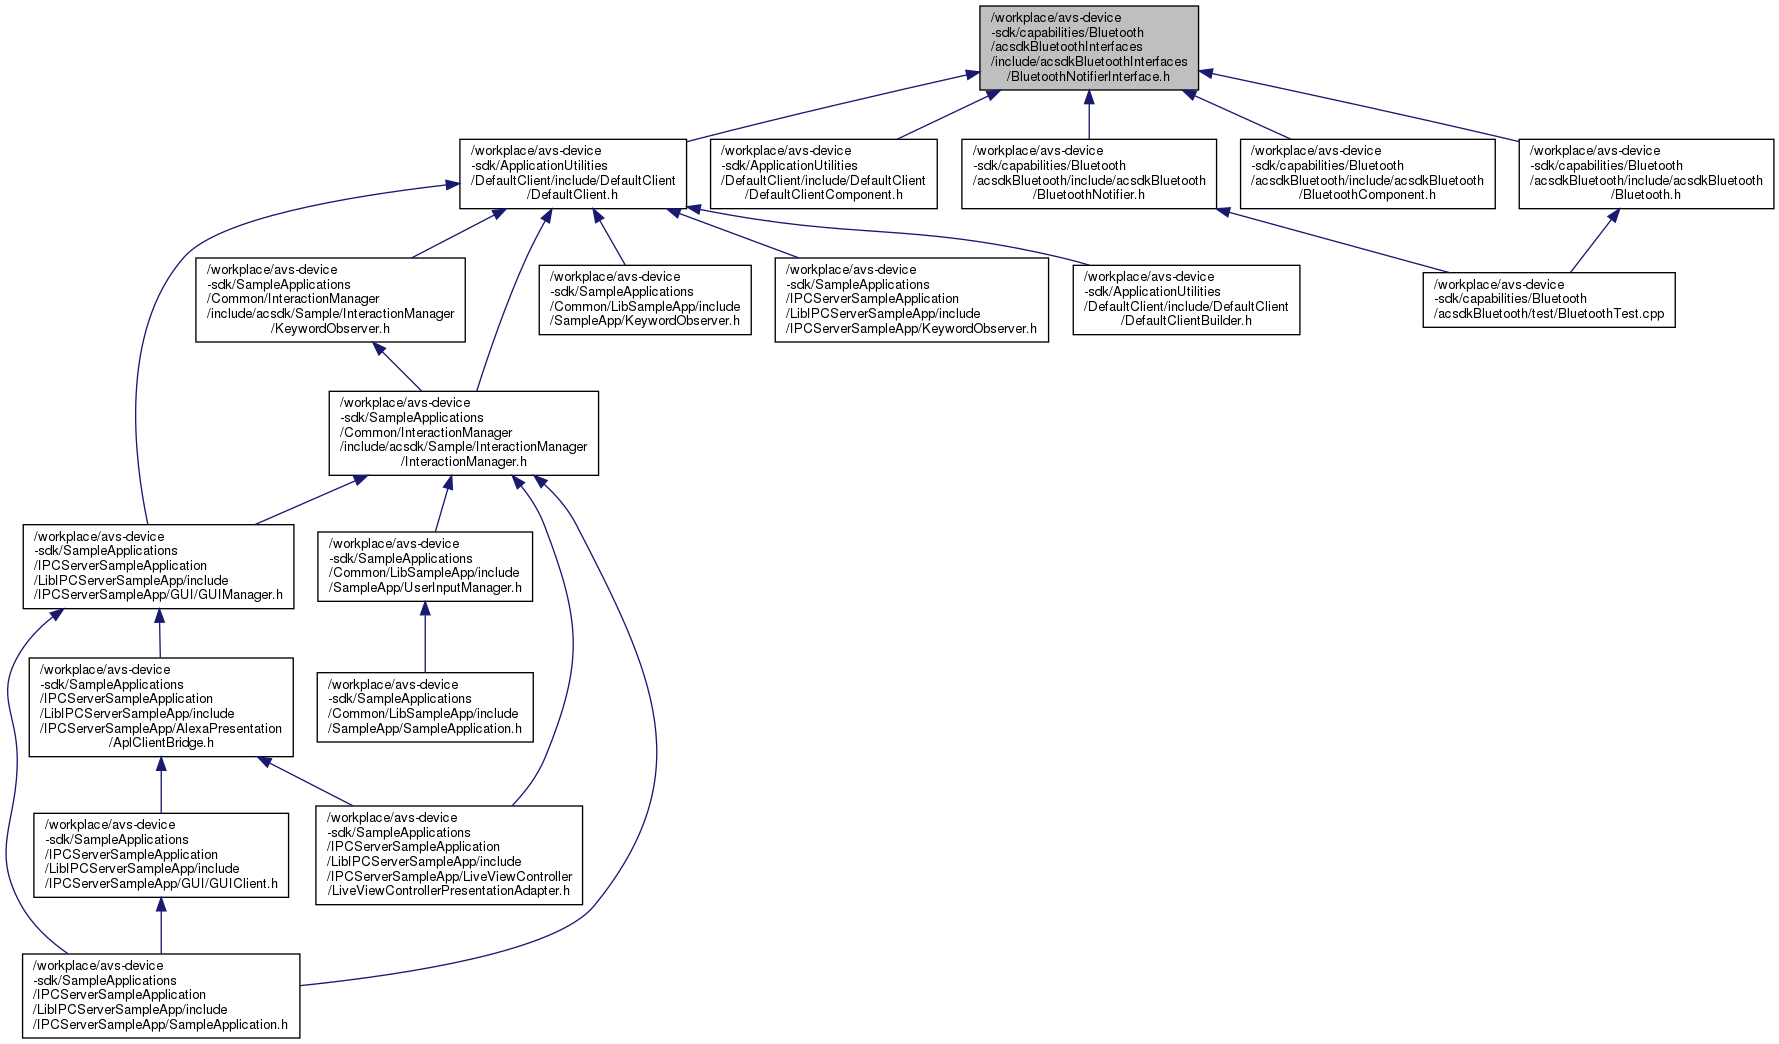 /workplace/avs-device
-sdk/capabilities/Bluetooth
/acsdkBluetoothInterfaces
/include/acsdkBluetoothInterfaces
/BluetoothNotifierInterface.h
/workplace/avs-device
-sdk/ApplicationUtilities
/DefaultClient/include/DefaultClient
/DefaultClient.h
/workplace/avs-device
-sdk/ApplicationUtilities
/DefaultClient/include/DefaultClient
/DefaultClientComponent.h
/workplace/avs-device
-sdk/capabilities/Bluetooth
/acsdkBluetooth/include/acsdkBluetooth
/BluetoothNotifier.h
/workplace/avs-device
-sdk/capabilities/Bluetooth
/acsdkBluetooth/include/acsdkBluetooth
/BluetoothComponent.h
/workplace/avs-device
-sdk/capabilities/Bluetooth
/acsdkBluetooth/include/acsdkBluetooth
/Bluetooth.h
/workplace/avs-device
-sdk/SampleApplications
/Common/InteractionManager
/include/acsdk/Sample/InteractionManager
/KeywordObserver.h
/workplace/avs-device
-sdk/SampleApplications
/Common/LibSampleApp/include
/SampleApp/KeywordObserver.h
/workplace/avs-device
-sdk/SampleApplications
/IPCServerSampleApplication
/LibIPCServerSampleApp/include
/IPCServerSampleApp/KeywordObserver.h
/workplace/avs-device
-sdk/ApplicationUtilities
/DefaultClient/include/DefaultClient
/DefaultClientBuilder.h
/workplace/avs-device
-sdk/capabilities/Bluetooth
/acsdkBluetooth/test/BluetoothTest.cpp
/workplace/avs-device
-sdk/SampleApplications
/Common/InteractionManager
/include/acsdk/Sample/InteractionManager
/InteractionManager.h
/workplace/avs-device
-sdk/SampleApplications
/IPCServerSampleApplication
/LibIPCServerSampleApp/include
/IPCServerSampleApp/GUI/GUIManager.h
/workplace/avs-device
-sdk/SampleApplications
/Common/LibSampleApp/include
/SampleApp/UserInputManager.h
/workplace/avs-device
-sdk/SampleApplications
/IPCServerSampleApplication
/LibIPCServerSampleApp/include
/IPCServerSampleApp/AlexaPresentation
/AplClientBridge.h
/workplace/avs-device
-sdk/SampleApplications
/Common/LibSampleApp/include
/SampleApp/SampleApplication.h
/workplace/avs-device
-sdk/SampleApplications
/IPCServerSampleApplication
/LibIPCServerSampleApp/include
/IPCServerSampleApp/GUI/GUIClient.h
/workplace/avs-device
-sdk/SampleApplications
/IPCServerSampleApplication
/LibIPCServerSampleApp/include
/IPCServerSampleApp/LiveViewController
/LiveViewControllerPresentationAdapter.h
/workplace/avs-device
-sdk/SampleApplications
/IPCServerSampleApplication
/LibIPCServerSampleApp/include
/IPCServerSampleApp/SampleApplication.h